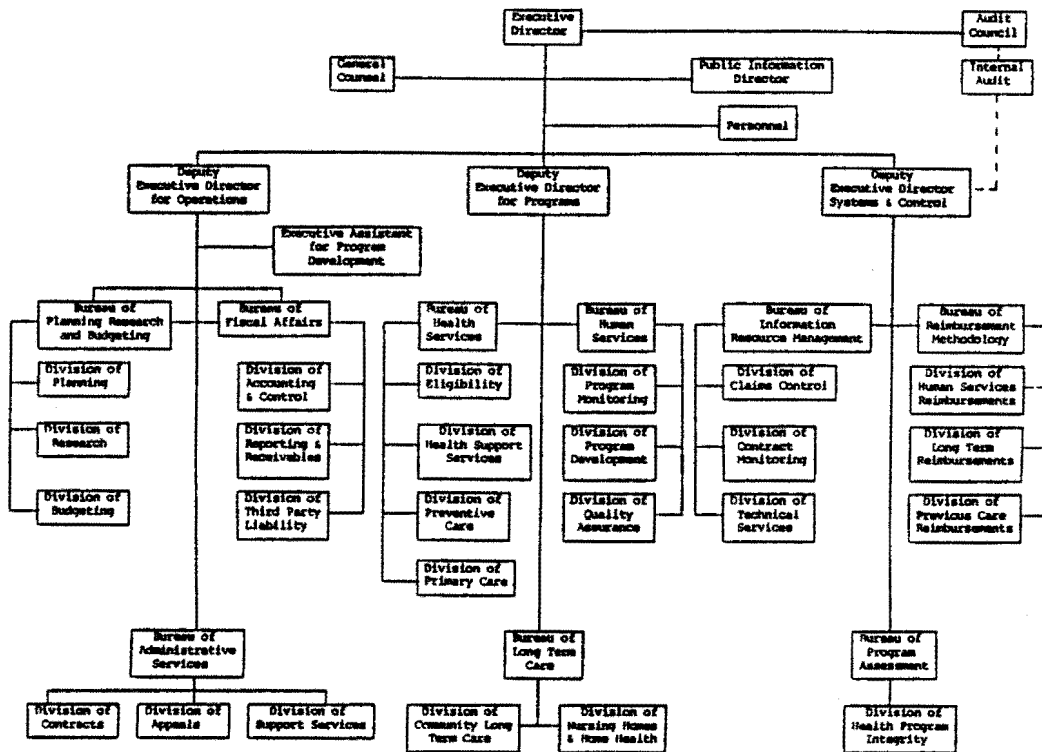 Executive
Director
Audit
Council
General
Counsel
Public Information
Director
Internal
Audit
Personnel
Deputy
Executive Director
for Operations
Deputy
Executive Director
for Programs
Deputy
Executive Director
Systems & Control
Executive Assistant
for Program
Development
Bureau of
Planning Research
and Budgeting
Bureau of
Fiscal Affairs
Bureau of
Health
Services
Bureau of
Human
Services
Bureau of
Information
Resource Management
Bureau of
Reimbursement
Methodology
Division of
Planning
Division of
Accounting
& Control
Division of
Eligibility
Division of
Program
Monitoring
Division of
Claims Control
Division of
Human Services
Reimbursements
Division of
Research
Division of
Reporting &
Receivables
Division of
Health Support
Services
Division of
Program
Development
Division of
Contract
Monitoring
Division of
Long Term
Reimbursements
Division of
Budgeting
Division of
Third Party
Liability
Division of
Preventive
Care
Division of
Quality
Assurance
Division of
Technical
Services
Division of
Previous Care
Reimbursements
Division of
Primary Care
Bureau of
Administrative
Services
Bureau of
Long Term
Care
Bureau of
Program
Assessment
Division of
Contracts
Division of
Appeals
Division of
Support Services
Division of
Community Long
Term Care
Division of
Nursing Homes
& Home Health
Division of
Health Program
Integrity